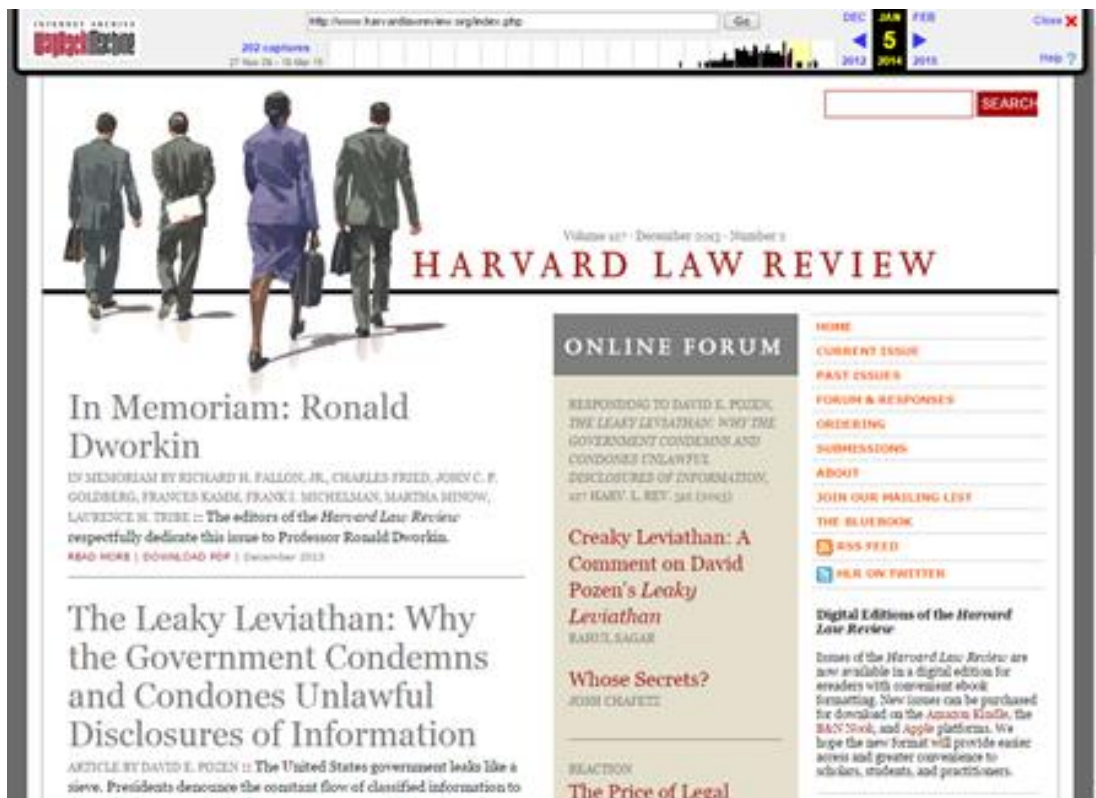 INTERNET ARCHIVE
WayBackMachine
http://www.harvardlawreview.org/index.php
Go
202 captures
DEC JAN FEB
5
2013 2014 2015
Close
Help ?
SEARCH
Volume 127 · December 2013 · Number 2
HARVARD LAW REVIEW
In Memoriam: Ronald
Dworkin
IN MEMORIAM BY RICHARD H. FALLON, JR., CHARLES FRIED, JOHN C. P.
GOLDBERG, FRANCES KAMM, FRANK I. MICHELMAN, MARTHA MINOW,
LAURENCE H. TRIBE :: The editors of the Harvard Law Review
respectfully dedicate this issue to Professor Ronald Dworkin.
READ MORE | DOWNLOAD PDF | December 2013
The Leaky Leviathan: Why
the Government Condemns
and Condones Unlawful
Disclosures of Information
ARTICLE BY DAVID E. POZEN :: The United States government leaks like a
sieve. Presidents denounce the constant flow of classified information to
ONLINE FORUM
RESPONDING TO DAVID E. POZEN,
THE LEAKY LEVIATHAN: WHY THE
GOVERNMENT CONDEMNS AND
CONDONES UNLAWFUL
DISCLOSURES OF INFORMATION,
127 HARV. L. REV. 512 (2013)
Creaky Leviathan: A
Comment on David
Pozen's Leaky
Leviathan
RAHUL SAGAR
Whose Secrets?
JOSH CHAFETZ
REACTION
The Price of Legal
HOME
CURRENT ISSUE
PAST ISSUES
FORUM & RESPONSES
ORDERING
SUBMISSIONS
ABOUT
JOIN OUR MAILING LIST
THE BLUEBOOK
RSS FEED
HLR ON TWITTER
Digital Editions of the Harvard
Law Review
Issues of the Harvard Law Review are
now available in a digital edition for
ereaders with convenient ebook
formatting. New issues can be purchased
for download on the Amazon Kindle, the
B&N Nook, and Apple platforms. We
hope the new format will provide easier
access and greater convenience to
scholars, students, and practitioners.